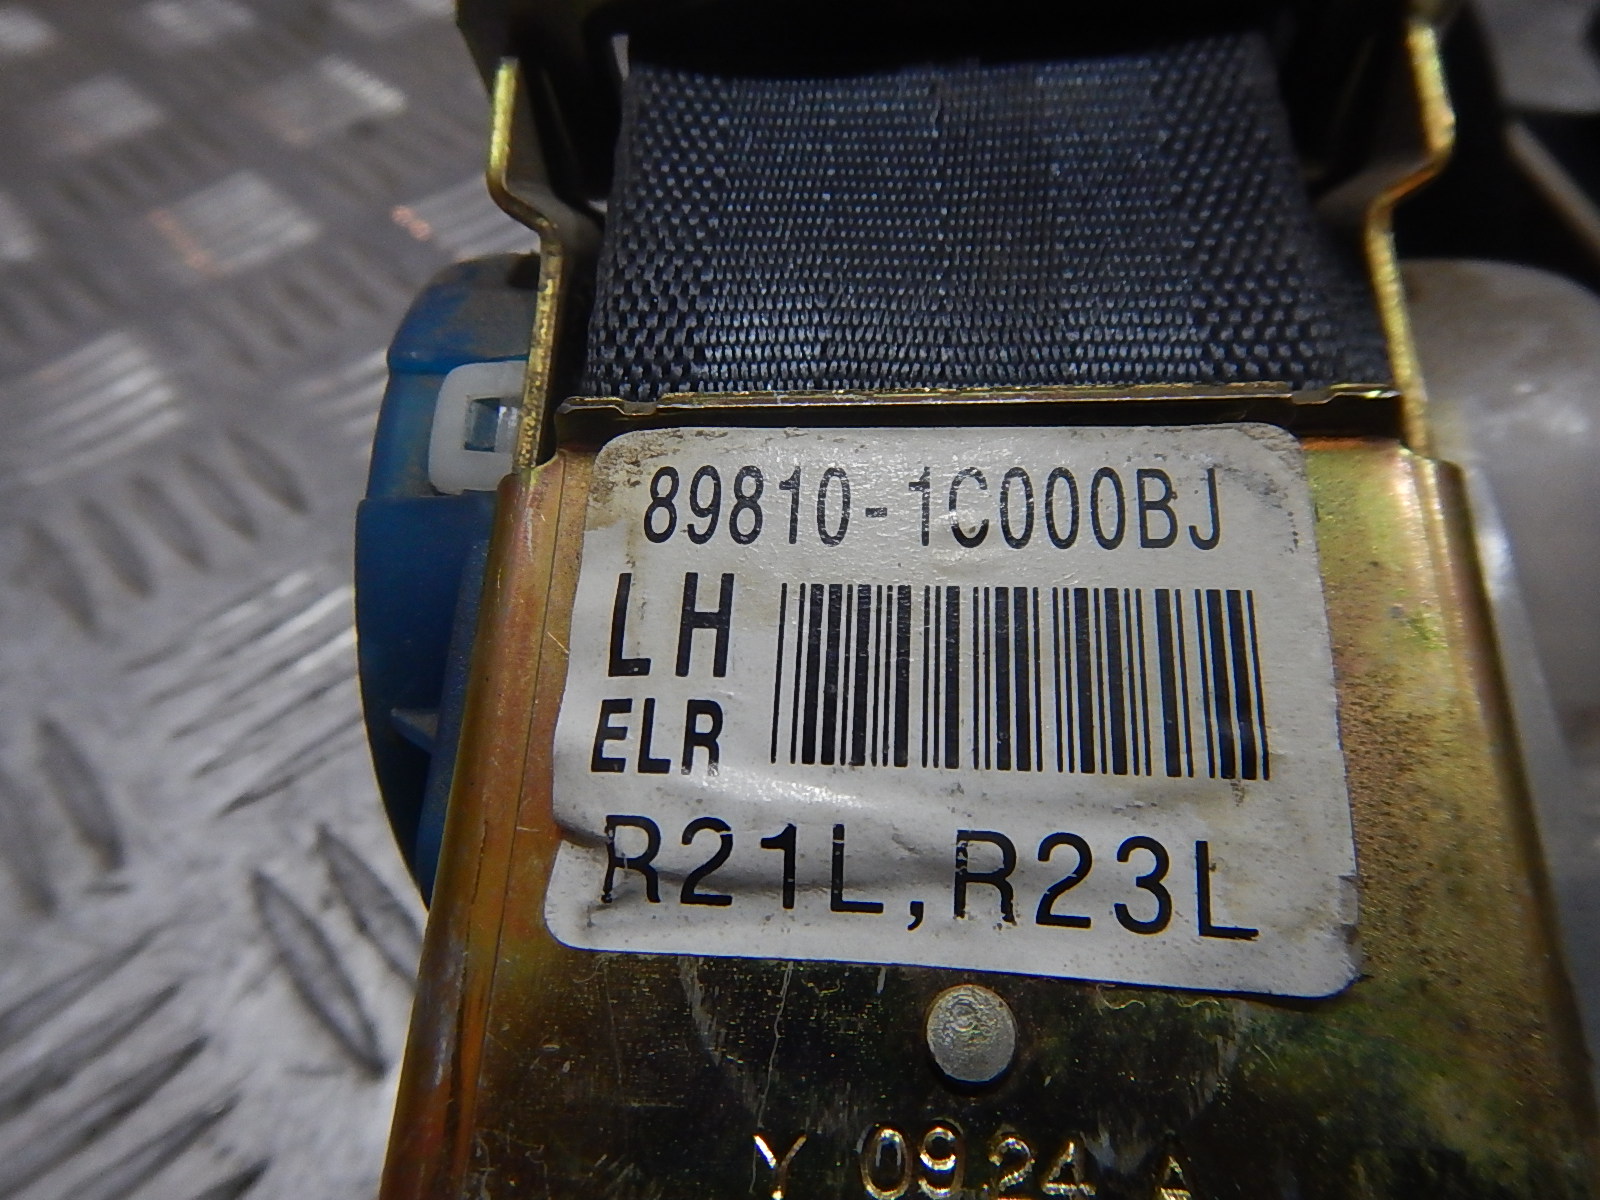 89810-1C000BJ
LH
ELR
R21L,R23L
Y 0924 A